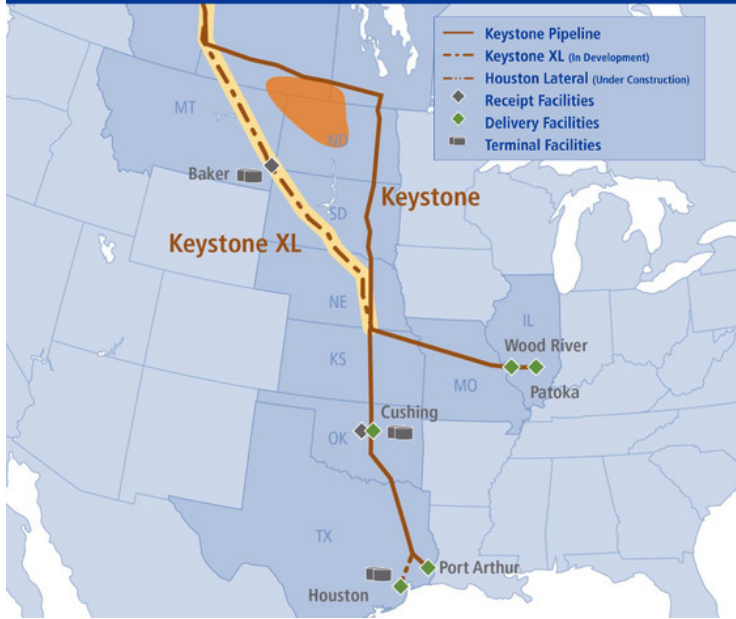 Keystone Pipeline
Keystone XL (In Development)
Houston Lateral (Under Construction)
Receipt Facilities
Delivery Facilities
Terminal Facilities
MT
ND
Baker
Keystone
SD
Keystone XL
NE
IL
Wood River
KS
MO
Patoka
Cushing
OK
TX
Port Arthur
Houston